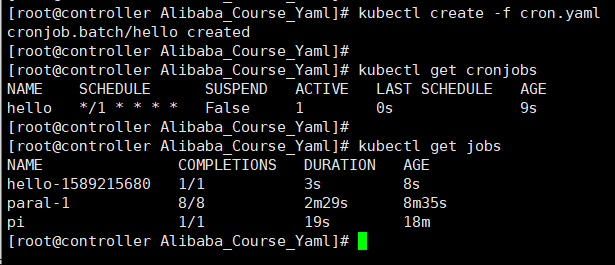 [root@controller Alibaba_Course_Yaml]# kubectl create -f cron.yaml
cronjob.batch/hello created
[root@controller Alibaba_Course_Yaml]#
[root@controller Alibaba_Course_Yaml]# kubectl get cronjobs
NAME    SCHEDULE      SUSPEND   ACTIVE   LAST SCHEDULE   AGE
hello   */1 * * * *   False     1        0s              9s
[root@controller Alibaba_Course_Yaml]#
[root@controller Alibaba_Course_Yaml]# kubectl get jobs
NAME               COMPLETIONS   DURATION   AGE
hello-1589215680   1/1           3s         8s
paral-1            8/8           2m29s      8m35s
pi                 1/1           19s        18m
[root@controller Alibaba_Course_Yaml]#